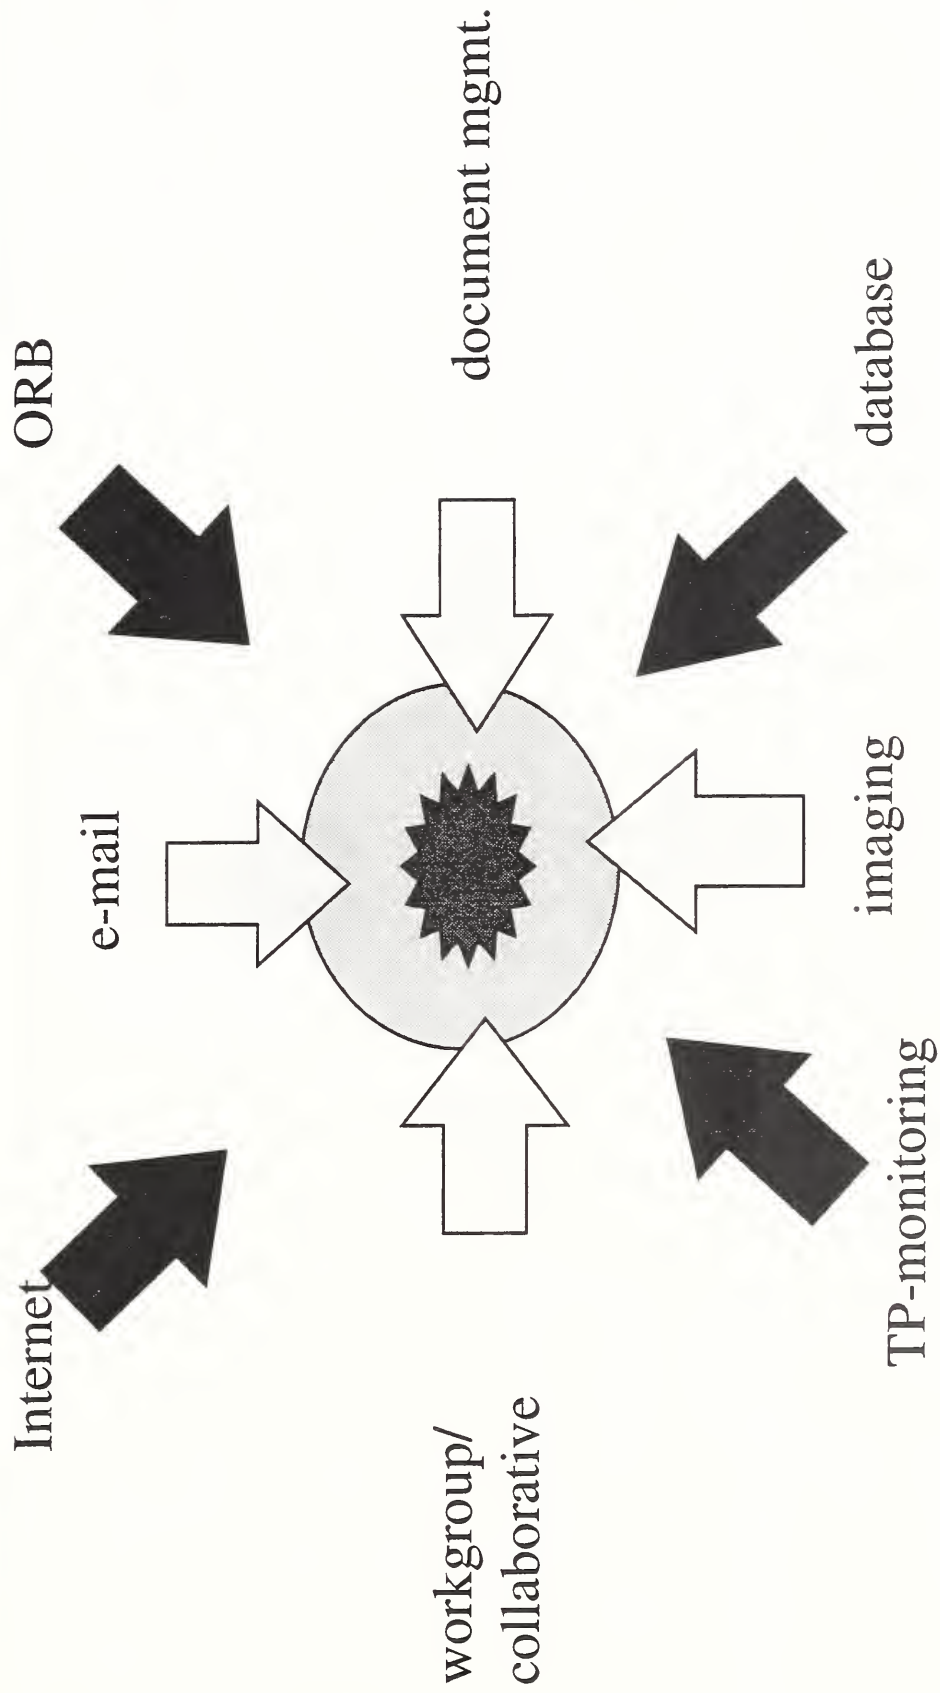 Internet
e-mail
ORB
workgroup/
collaborative
document mgmt.
TP-monitoring
imaging
database